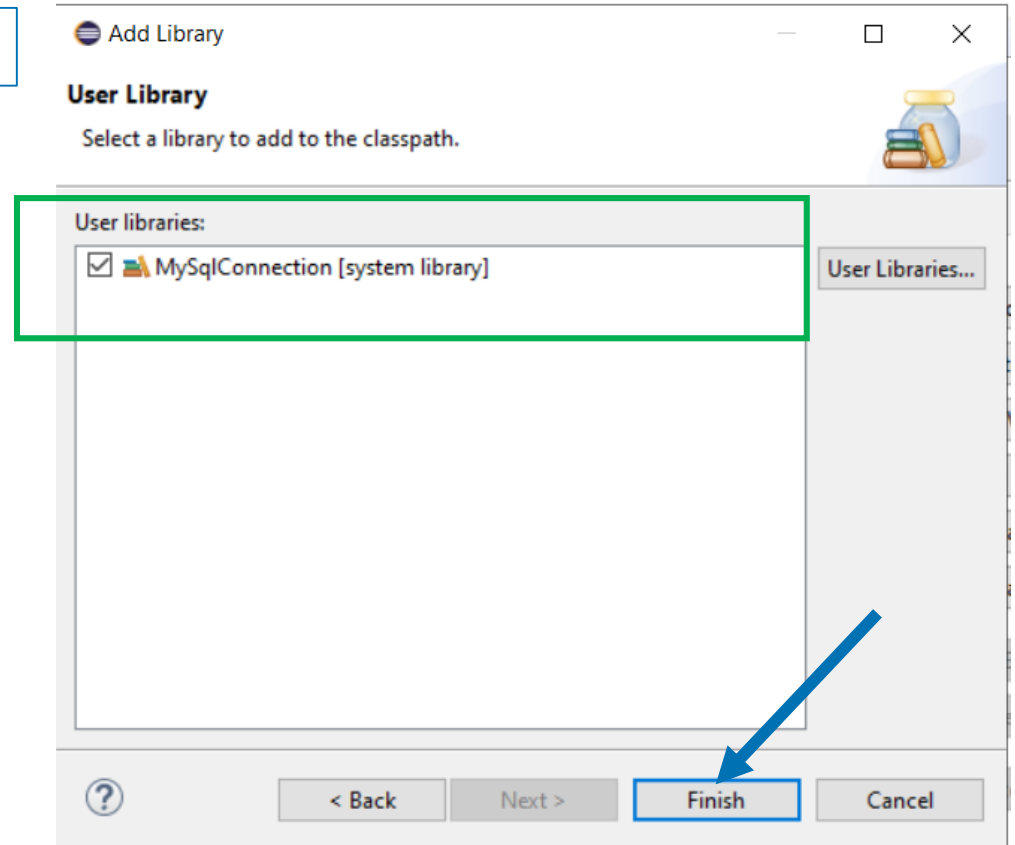 Add Library
User Library
Select a library to add to the classpath.
User libraries:
MySqlConnection [system library]
User Libraries...
< Back
Next >
Finish
Cancel